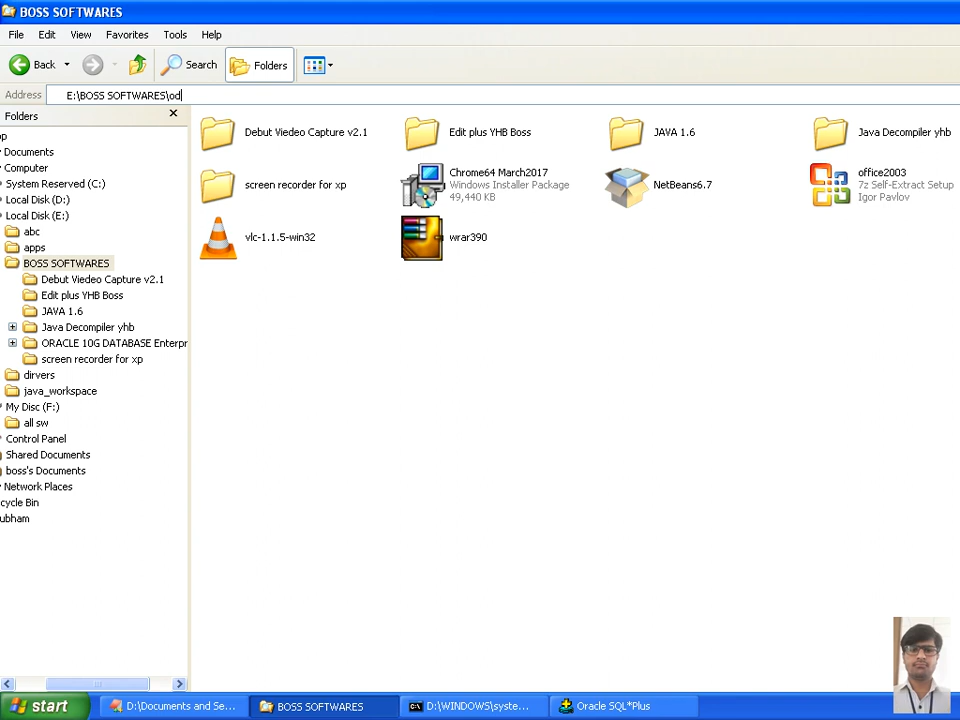 BOSS SOFTWARES
File Edit View Favorites Tools Help
Back Search Folders
Address E:\BOSS SOFTWARES\od
Folders
Debut Viedeo Capture v2.1
Edit plus YHB Boss
JAVA 1.6
Java Decompiler yhb
screen recorder for xp
Chrome64 March2017
Windows Installer Package
49,440 KB
NetBeans6.7
office2003
7z Self-Extract Setup
Igor Pavlov
vlc-1.1.5-win32
wrar390
op
Documents
Computer
System Reserved (C:)
Local Disk (D:)
Local Disk (E:)
abc
apps
BOSS SOFTWARES
Debut Viedeo Capture v2.1
Edit plus YHB Boss
JAVA 1.6
Java Decompiler yhb
ORACLE 10G DATABASE Enterpr
screen recorder for xp
dirvers
java_workspace
My Disc (F:)
all sw
Control Panel
Shared Documents
boss's Documents
Network Places
cycle Bin
ubham
start
D:\Documents and Se...
BOSS SOFTWARES
D:\WINDOWS\syste...
Oracle SQL*Plus